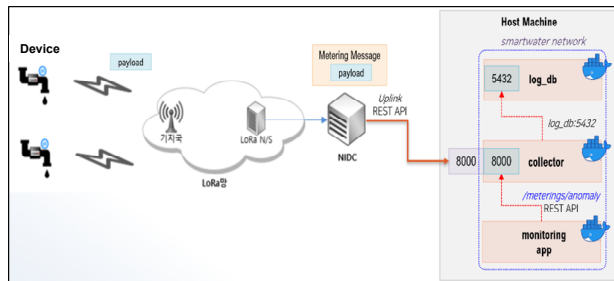 Host Machine
Device
smartwater network
Metering Message
payload
payload
5432
log_db
Uplink
REST API
log_db:5432
기지국
LoRa N/S
NIDC
8000
8000
collector
LoRa망
/meterings/anomaly
REST API
monitoring
app